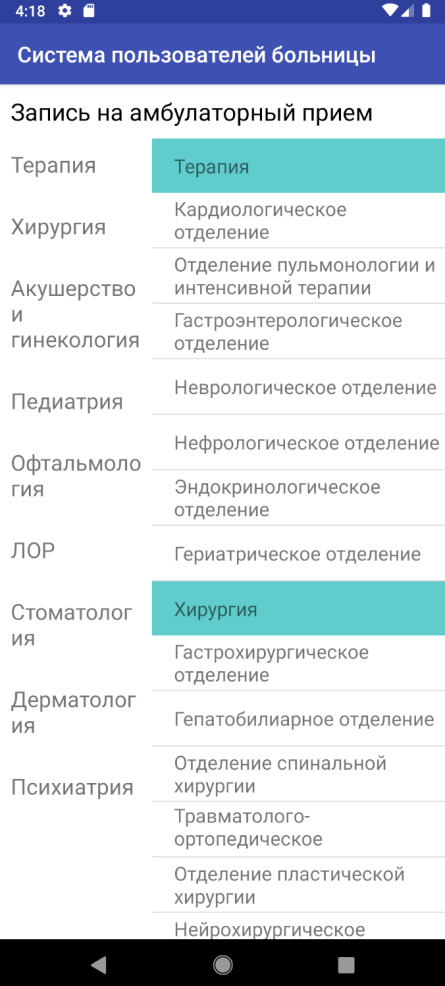 4:18
Система пользователей больницы
Запись на амбулаторный прием
Терапия
Хирургия
Акушерство
и
гинекология
Педиатрия
Офтальмоло
гия
ЛОР
Стоматолог
ия
Дерматолог
ия
Психиатрия
Терапия
Кардиологическое
отделение
Отделение пульмонологии и
интенсивной терапии
Гастроэнтерологическое
отделение
Неврологическое отделение
Нефрологическое отделение
Эндокринологическое
отделение
Гериатрическое отделение
Хирургия
Гастрохирургическое
отделение
Гепатобилиарное отделение
Отделение спинальной
хирургии
Травматолого-
ортопедическое
Отделение пластической
хирургии
Нейрохирургическое